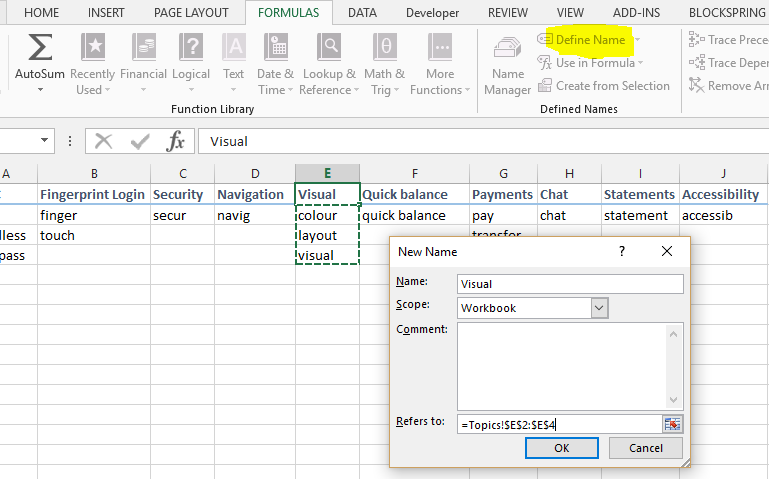 HOME INSERT PAGE LAYOUT FORMULAS DATA Developer REVIEW VIEW ADD-INS BLOCKSPRING
AutoSum Recently Used Financial Logical Text Date & Time Lookup & Reference Math & Trig More Functions
Function Library
Name Manager
Define Name
Use in Formula
Create from Selection
Defined Names
Trace Prece
Trace Deper
Remove Arr
fx Visual
A B C D E F G H I J
Fingerprint Login Security Navigation Visual Quick balance Payments Chat Statements Accessibility
finger secur navig colour quick balance pay chat statement accessib
lless touch layout transfer
pass visual
New Name ?
Name: Visual
Scope: Workbook
Comment:
Refers to: =Topics!$E$2:$E$4
OK Cancel